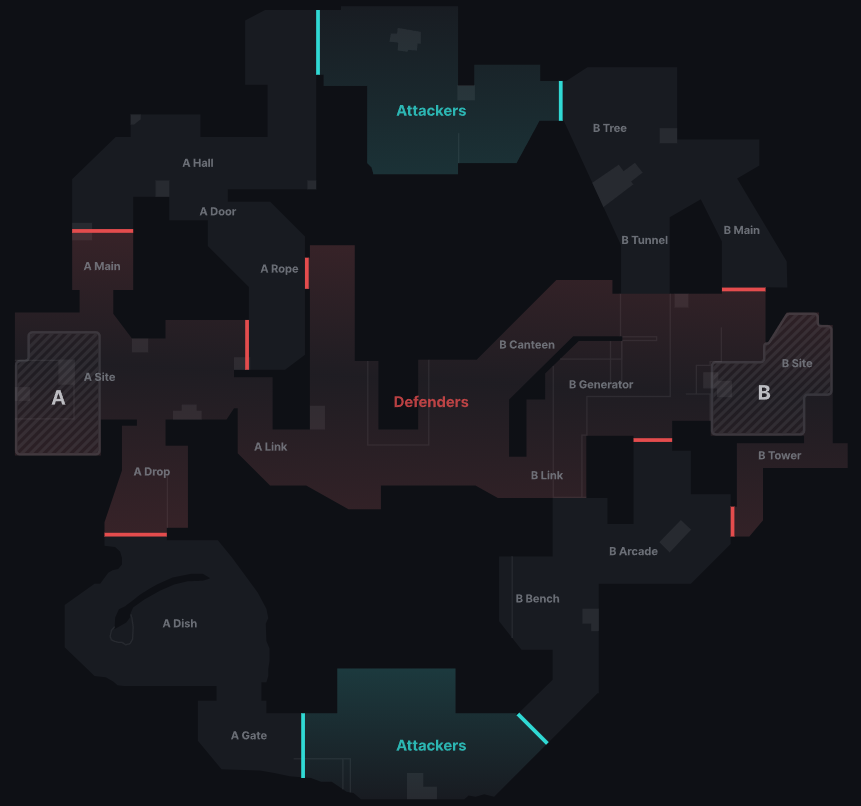 Attackers
B Tree
A Hall
A Door
B Main
B Tunnel
A Main
A Rope
B Canteen
B Site
A Site
B Generator
A
B
Defenders
A Link
B Tower
A Drop
B Link
B Arcade
B Bench
A Dish
A Gate
Attackers